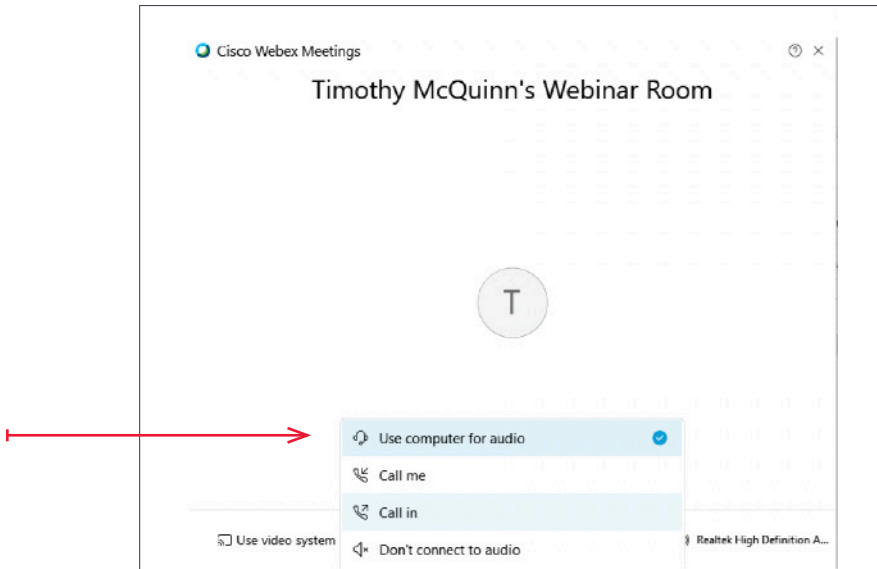 Cisco Webex Meetings
Timothy McQuinn's Webinar Room
T
Use computer for audio
Call me
Call in
Use video system
Realtek High Definition A...
Don't connect to audio